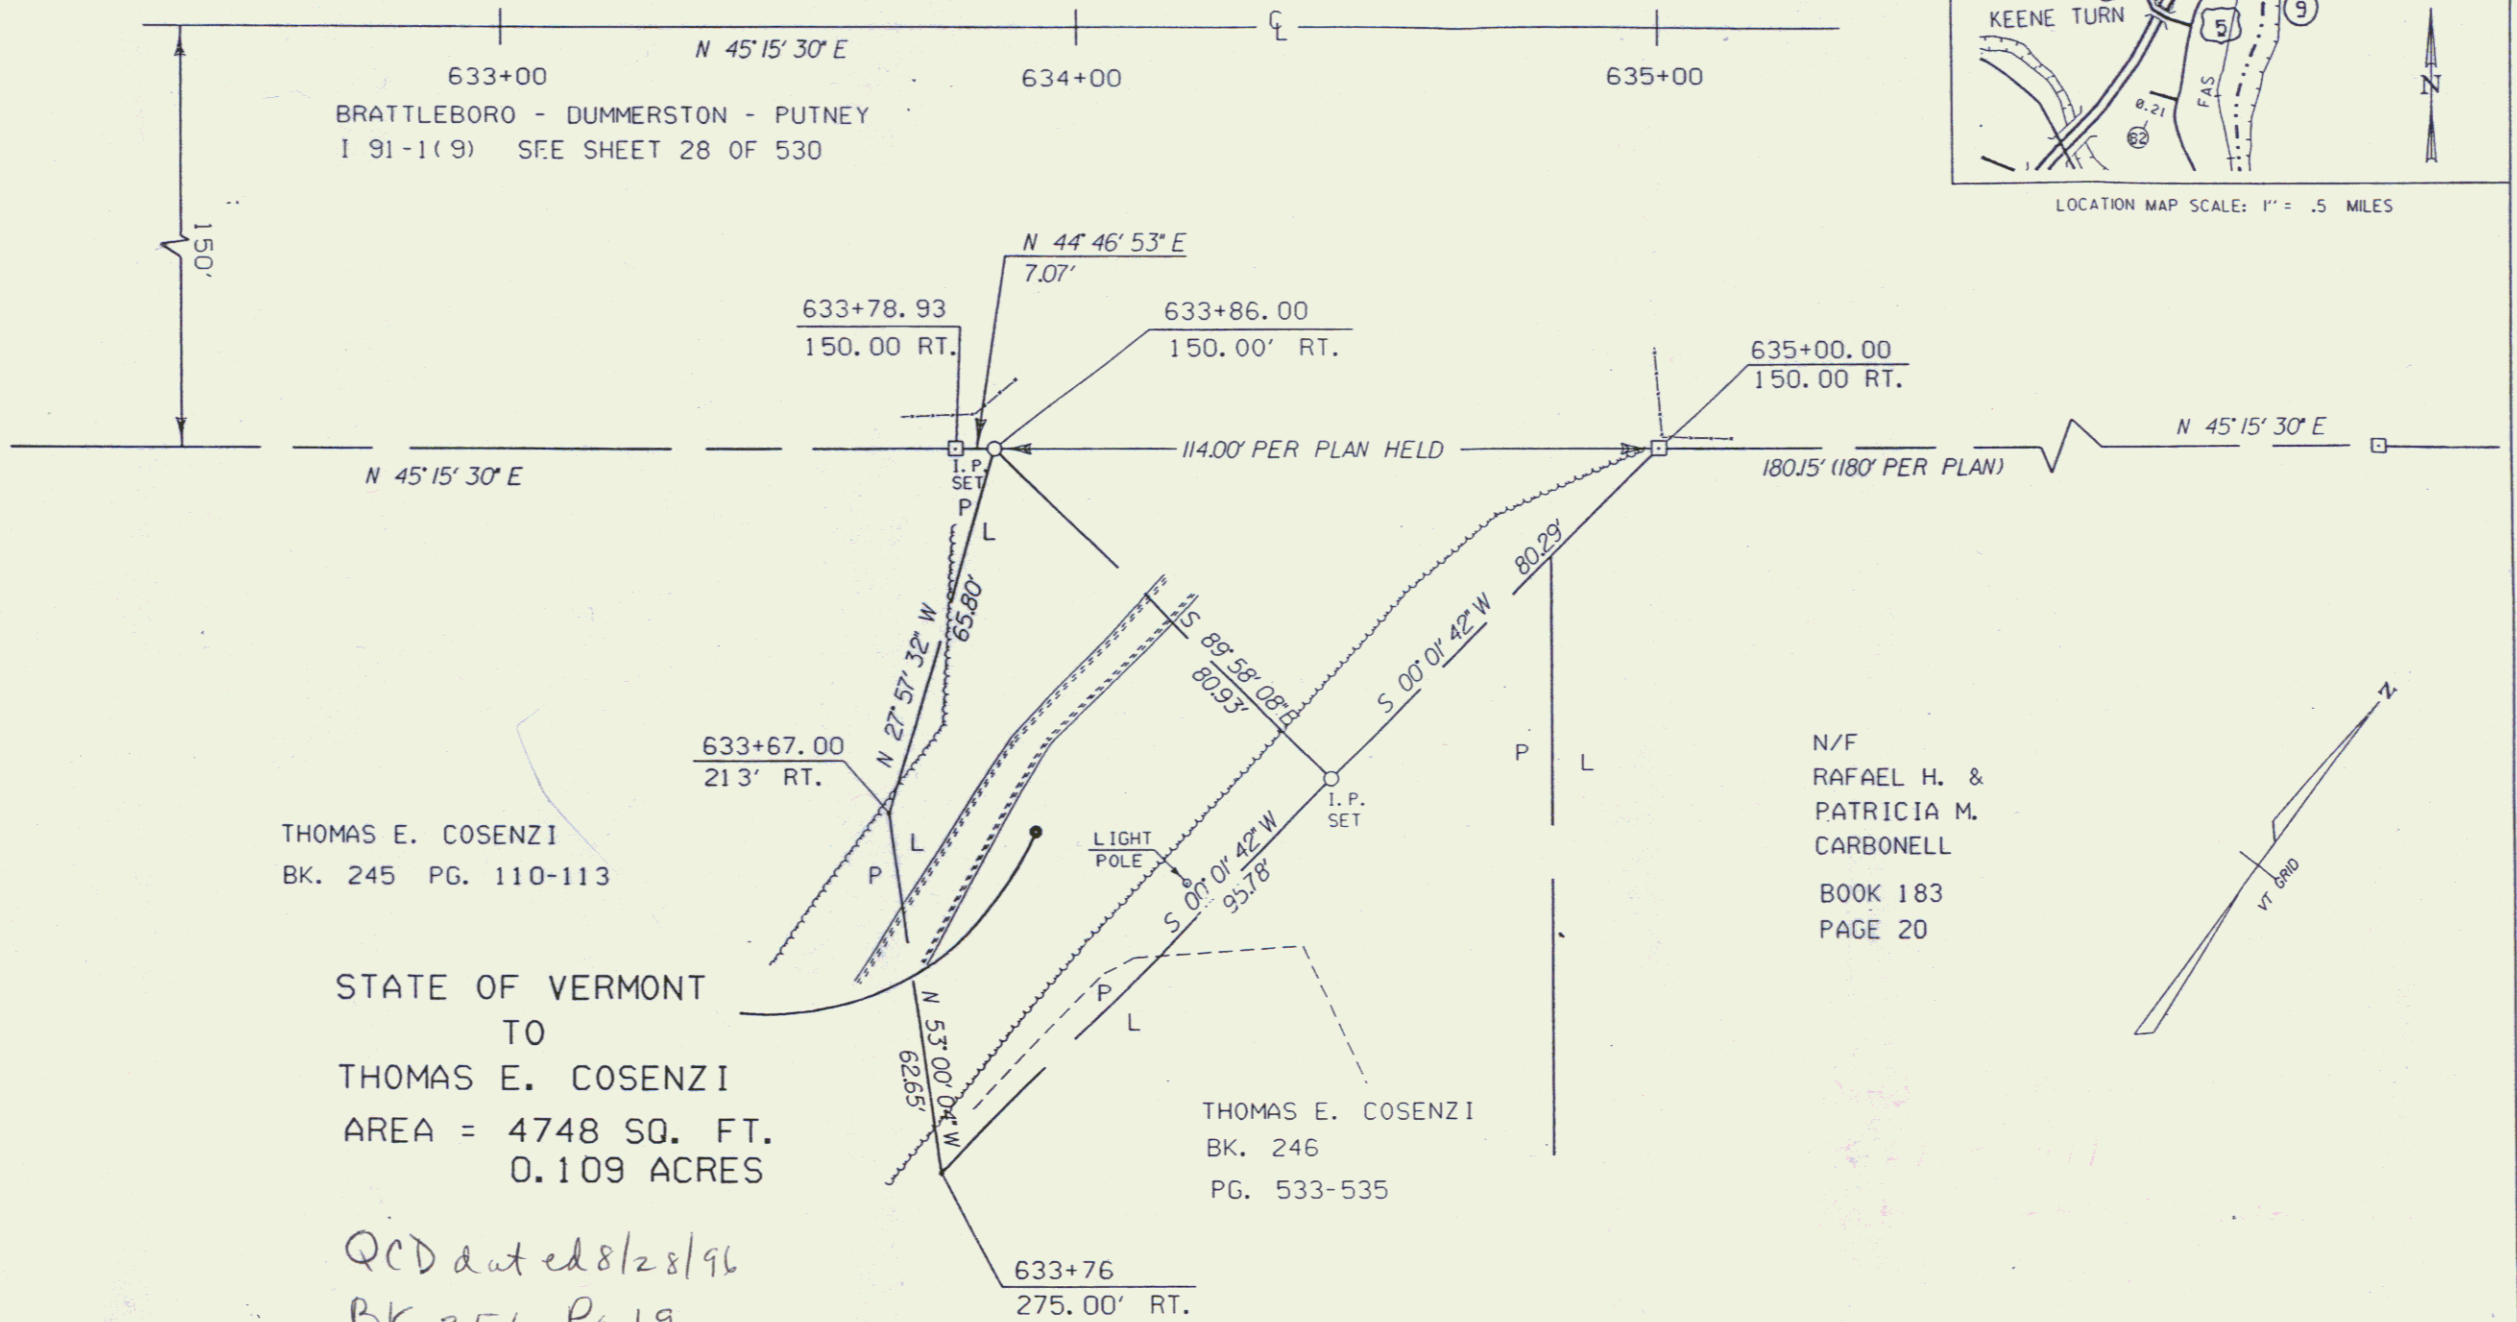 ℄
N 45° 15' 30" E
633+00
634+00
635+00
BRATTLEBORO - DUMMERSTON - PUTNEY
I 91-1(9) SEE SHEET 28 OF 530
KEENE TURN
5
9
FAS
0.21
N
LOCATION MAP SCALE: 1'' = .5 MILES
150'
N 44° 46' 53" E
7.07'
633+78.93
150.00 RT.
633+86.00
150.00' RT.
635+00.00
150.00 RT.
114.00' PER PLAN HELD
N 45° 15' 30" E
180.15' (180' PER PLAN)
N 45° 15' 30" E
I.P.
SET
P
L
80.29'
S 00° 01' 42" W
N 27° 57' 32" W
65.80'
S 89° 58' 08" E
80.93'
633+67.00
213' RT.
P
L
I.P.
SET
N/F
RAFAEL H. &
PATRICIA M.
CARBONELL
BOOK 183
PAGE 20
N
VT GRID
THOMAS E. COSENZI
BK. 245 PG. 110-113
L
P
LIGHT
POLE
S 00° 01' 42" W
95.78'
P
L
STATE OF VERMONT
TO
THOMAS E. COSENZI
AREA = 4748 SQ. FT.
0.109 ACRES
N 53° 00' 04" W
62.65'
THOMAS E. COSENZI
BK. 246
PG. 533-535
QCD dated 8/28/96
633+76
275.00' RT.
BK